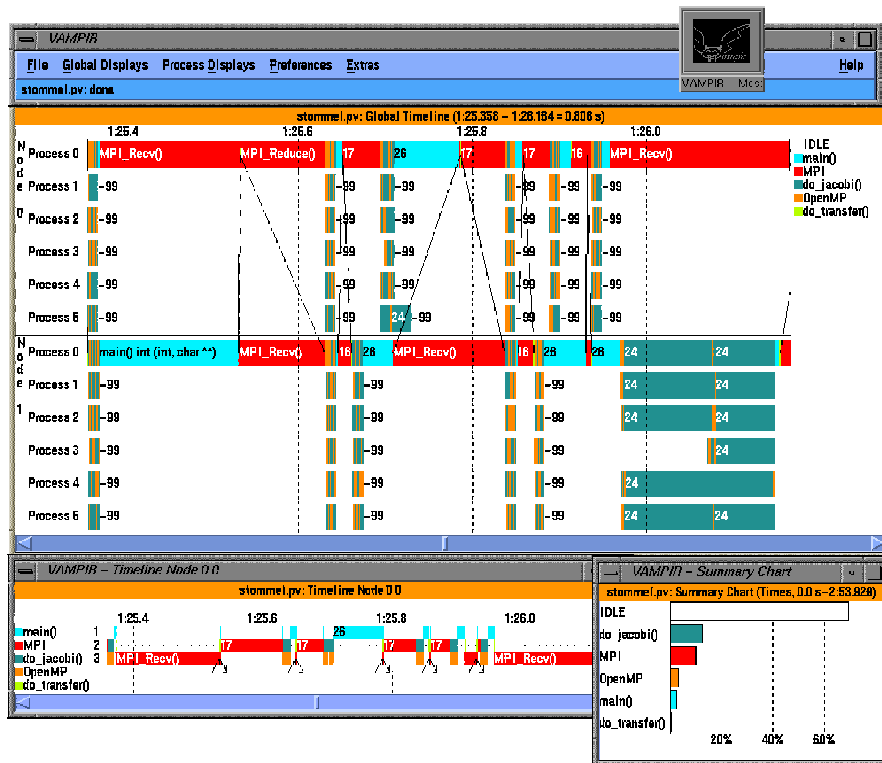 VAMPIR
VAMPIR
File Global Displays Process Displays Preferences Extras Help
stommel.pv: done
stommel.pv: Global Timeline (1:25.358 - 1:26.164 = 0.806 s)
1:25.4 1:25.6 1:25.8 1:26.0
Node 0
Process 0 MPI_Recv() MPI_Reduce() 17 26 17 17 16 MPI_Recv()
Process 1 -99 -99 -99 -99 -99 -99
Process 2 -99 -99 -99 -99 -99 -99
Process 3 -99 -99 -99 -99 -99 -99
Process 4 -99 -99 -99 -99 -99 -99
Process 5 -99 -99 24 -99 -99 -99 -99
IDLE
main()
MPI
do_jacobi()
OpenMP
do_transfer()
Node 1
Process 0 main() int (int, char **) MPI_Recv() 16 26 MPI_Recv() 16 26 26 24 24
Process 1 -99 -99 -99 24 24
Process 2 -99 -99 -99 24 24
Process 3 -99 -99 -99 24
Process 4 -99 -99 -99 24
Process 5 -99 -99 -99 24 24
VAMPIR - Timeline Node 0.0
stommel.pv: Timeline Node 0.0
1:25.4 1:25.6 1:25.8 1:26.0
main() 1 26
MPI 2 17 17 17 17
do_jacobi() 3 MPI_Recv() MPI_Recv()
OpenMP 3 3 3 3 3
do_transfer()
VAMPIR - Summary Chart
stommel.pv: Summary Chart (Times, 0.0 s-2:53.928)
IDLE
do_jacobi()
MPI
OpenMP
main()
do_transfer()
20% 40% 60%